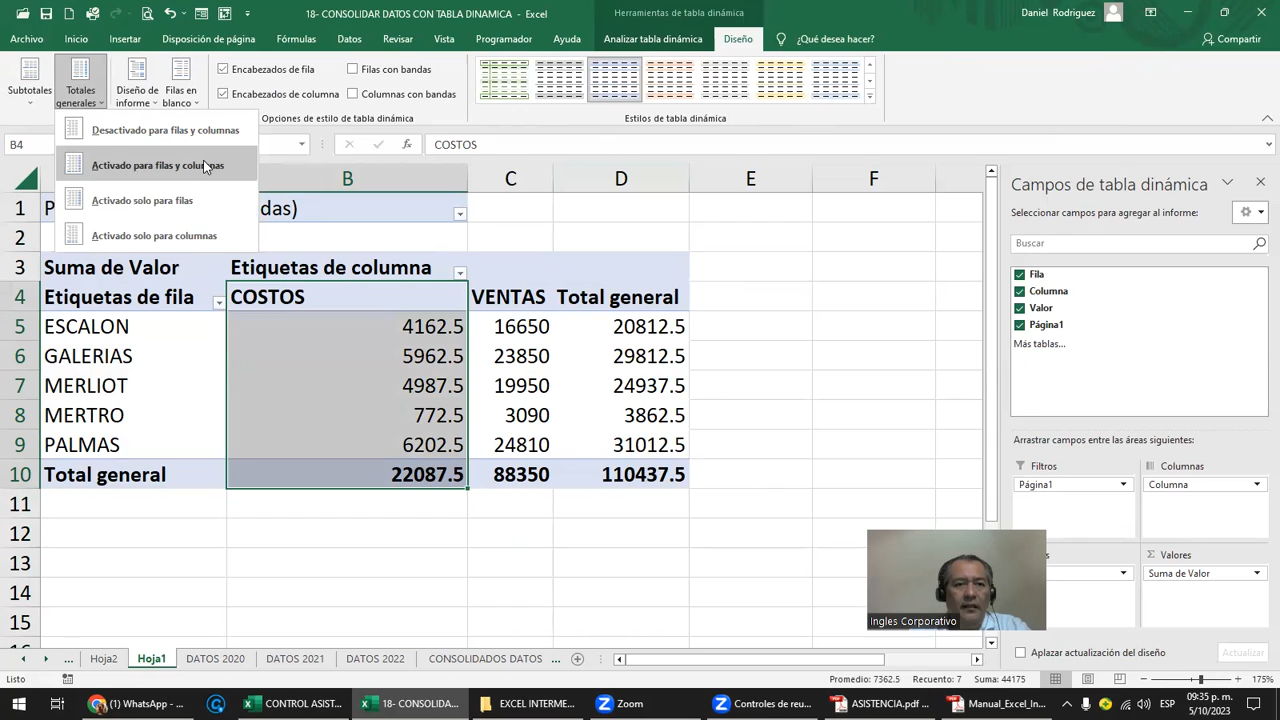 18- CONSOLIDAR DATOS CON TABLA DINAMICA - Excel
Herramientas de tabla dinámica
Daniel Rodriguez
Archivo Inicio Insertar Disposición de página Fórmulas Datos Revisar Vista Programador Ayuda Analizar tabla dinámica Diseño ¿Qué desea hacer? Compartir
Subtotales
Totales generales
Diseño de informe
Filas en blanco
Encabezados de fila
Filas con bandas
Encabezados de columna
Columnas con bandas
Opciones de estilo de tabla dinámica
Estilos de tabla dinámica
Desactivado para filas y columnas
Activado para filas y columnas
Activado solo para filas
Activado solo para columnas
B4
fx
COSTOS
B C D E F
1 P das)
2
3 Suma de Valor Etiquetas de columna
4 Etiquetas de fila COSTOS VENTAS Total general
5 ESCALON 4162.5 16650 20812.5
6 GALERIAS 5962.5 23850 29812.5
7 MERLIOT 4987.5 19950 24937.5
8 MERTRO 772.5 3090 3862.5
9 PALMAS 6202.5 24810 31012.5
10 Total general 22087.5 88350 110437.5
11
12
13
14
15
Campos de tabla dinámica
Seleccionar campos para agregar al informe:
Buscar
Fila
Columna
Valor
Página1
Más tablas...
Arrastrar campos entre las áreas siguientes:
Filtros
Columnas
Página1
Columna
Σ Valores
Suma de Valor
Ingles Corporativo
Aplazar actualización del diseño
Actualizar
... Hoja2 Hoja1 DATOS 2020 DATOS 2021 DATOS 2022 CONSOLIDADOS DATOS ...
Listo
Promedio: 7362.5 Recuento: 7 Suma: 44175
175%
(1) WhatsApp - ...
CONTROL ASIST...
18- CONSOLIDA...
EXCEL INTERME...
Zoom
Controles de reu...
ASISTENCIA.pdf ...
Manual_Excel_In...
ESP
09:35 p. m.
5/10/2023